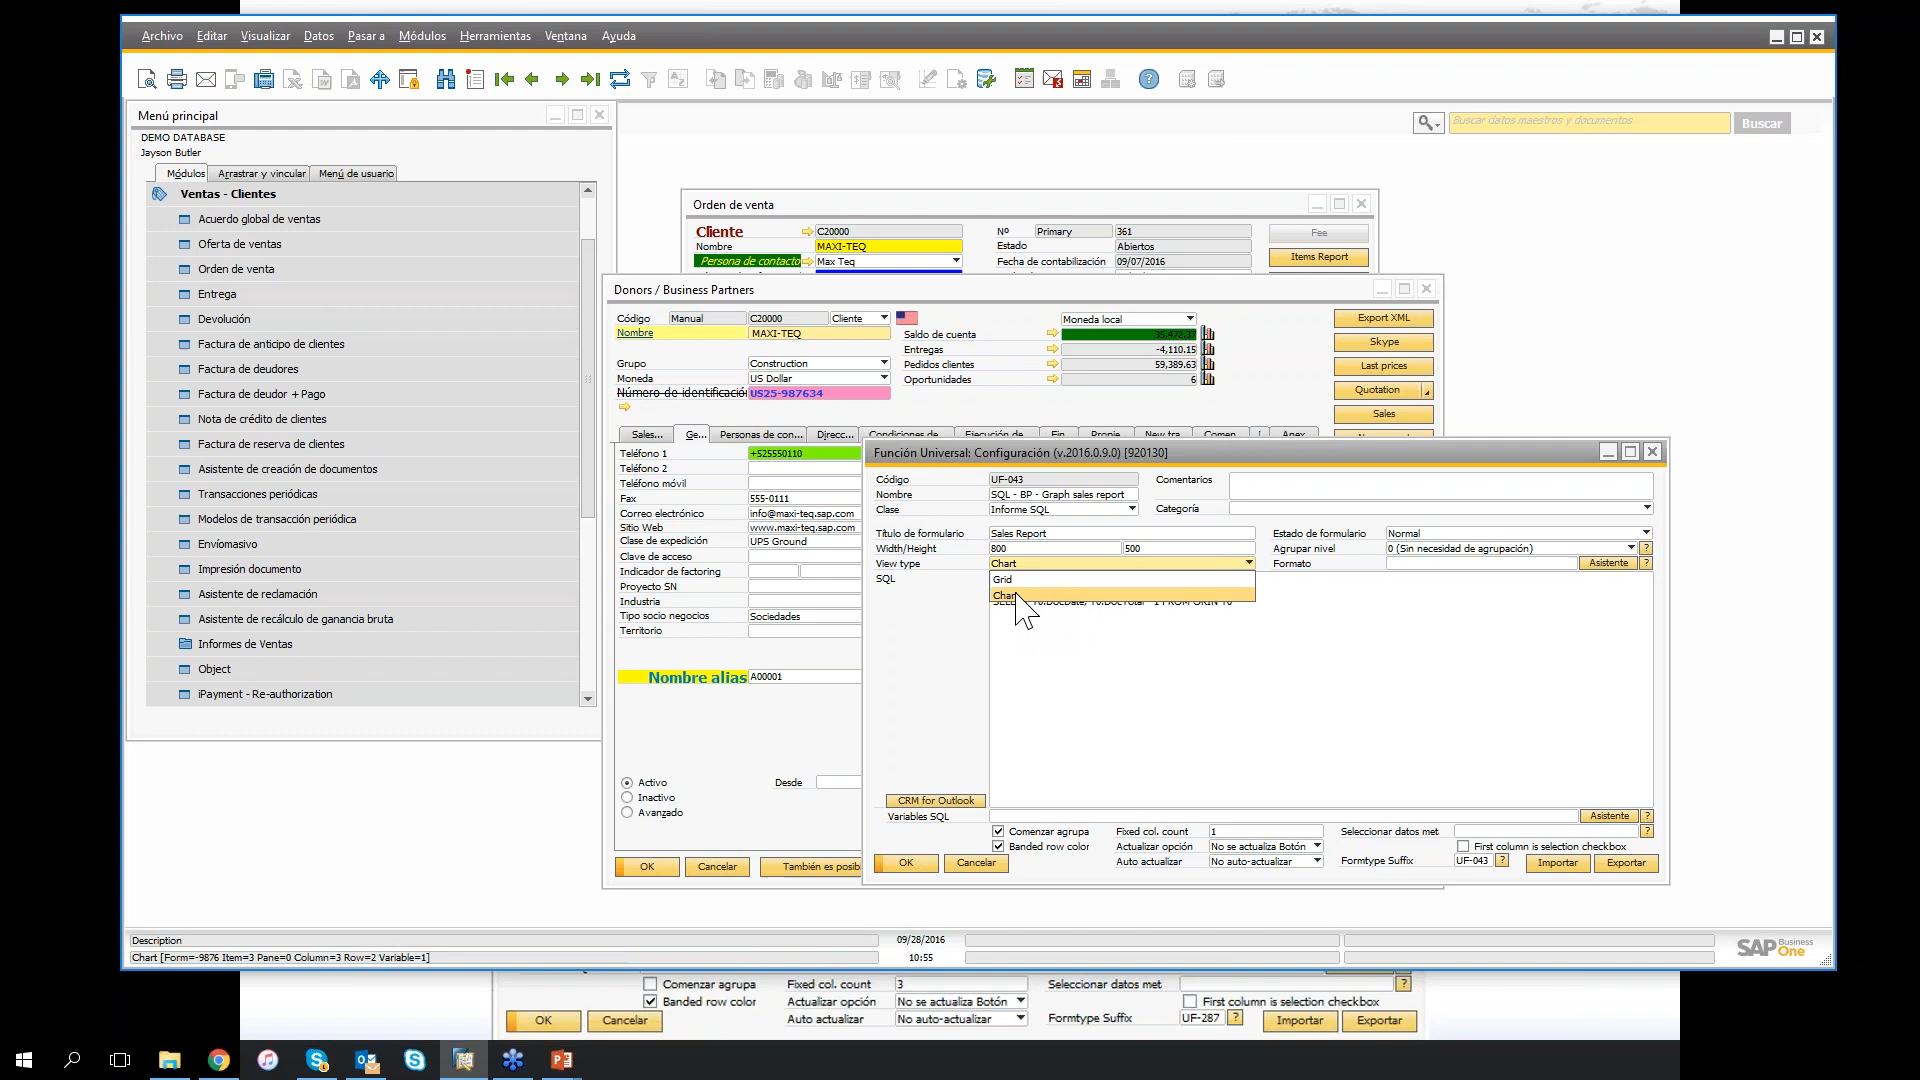 Archivo Editar Visualizar Datos Pasar a Módulos Herramientas Ventana Ayuda
Menú principal
DEMO DATABASE
Jayson Butler
Módulos Arrastrar y vincular Menú de usuario
Ventas - Clientes
Acuerdo global de ventas
Oferta de ventas
Orden de venta
Entrega
Devolución
Factura de anticipo de clientes
Factura de deudores
Factura de deudor + Pago
Nota de crédito de clientes
Factura de reserva de clientes
Asistente de creación de documentos
Transacciones periódicas
Modelos de transacción periódica
Envíomasivo
Impresión documento
Asistente de reclamación
Asistente de recálculo de ganancia bruta
Informes de Ventas
Object
iPayment - Re-authorization
Buscar datos maestros y documentos Buscar
Orden de venta
Cliente C20000 Nº Primary 361 Fee
Nombre MAXI-TEQ Estado Abiertos
Persona de contacto Max Teq Fecha de contabilización 09/07/2016 Items Report
Donors / Business Partners
Código Manual C20000 Cliente Moneda local Export XML
Nombre MAXI-TEQ Saldo de cuenta 35,472.37
Entregas -4,110.15 Skype
Grupo Construction Pedidos clientes 59,389.63 Last prices
Moneda US Dollar Oportunidades 6
Número de identificación US25-987634 Quotation
Sales
Sales... Ge... Personas de con... Direcc... Condiciones de Ejecución de Fin Propie New tra Comen Anex
Teléfono 1 +525550110
Teléfono 2
Teléfono móvil
Fax 555-0111
Correo electrónico info@maxi-teq.sap.com
Sitio Web www.maxi-teq.sap.com
Clase de expedición UPS Ground
Clave de acceso
Indicador de factoring
Proyecto SN
Industria
Tipo socio negocios Sociedades
Territorio
Nombre alias A00001
Activo Desde
Inactivo
Avanzado
OK Cancelar También es posib
Función Universal: Configuración (v.2016.0.9.0) [920130]
Código UF-043 Comentarios
Nombre SQL - BP - Graph sales report
Clase Informe SQL Categoría
Título de formulario Sales Report Estado de formulario Normal
Width/Height 800 500 Agrupar nivel 0 (Sin necesidad de agrupación) ?
View type Chart Formato Asistente ?
SQL Grid
Chart
CRM for Outlook
Variables SQL Asistente ?
Comenzar agrupa Fixed col. count 1 Seleccionar datos met ?
Banded row color Actualizar opción No se actualiza Botón First column is selection checkbox
Auto actualizar No auto-actualizar Formtype Suffix UF-043 ?
OK Cancelar Importar Exportar
Description 09/28/2016
Chart [Form=-9876 Item=3 Pane=0 Column=3 Row=2 Variable=1] 10:55
SAP Business One
Comenzar agrupa Fixed col. count 3 Seleccionar datos met ?
Banded row color Actualizar opción No se actualiza Botón First column is selection checkbox
Auto actualizar No auto-actualizar Formtype Suffix UF-287 ?
OK Cancelar Importar Exportar